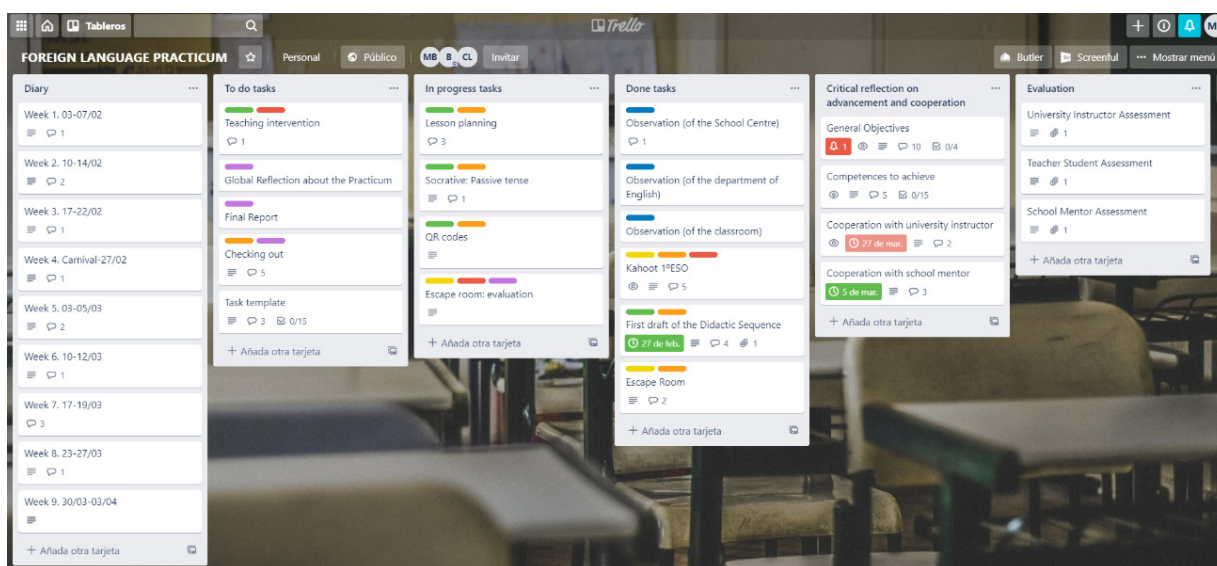 Tableros
Trello
FOREIGN LANGUAGE PRACTICUM
Personal
Público
MB B CL
Invitar
Butler
Screenful
Mostrar menú
Diary
Week 1. 03-07/02
1
Week 2. 10-14/02
2
Week 3. 17-22/02
1
Week 4. Carnival-27/02
1
Week 5. 03-05/03
2
Week 6. 10-12/03
1
Week 7. 17-19/03
3
Week 8. 23-27/03
1
Week 9. 30/03-03/04
+ Añada otra tarjeta
To do tasks
Teaching intervention
1
Global Reflection about the Practicum
Final Report
Checking out
5
Task template
3 0/15
+ Añada otra tarjeta
In progress tasks
Lesson planning
3
Socrative: Passive tense
1
QR codes
Escape room: evaluation
+ Añada otra tarjeta
Done tasks
Observation (of the School Centre)
1
Observation (of the department of
English)
Observation (of the classroom)
Kahoot 1ºESO
5
First draft of the Didactic Sequence
27 de feb. 4 1
Escape Room
2
+ Añada otra tarjeta
Critical reflection on
advancement and cooperation
General Objectives
1 10 0/4
Competences to achieve
5 0/15
Cooperation with university instructor
27 de mar. 2
Cooperation with school mentor
5 de mar. 3
+ Añada otra tarjeta
Evaluation
University Instructor Assessment
1
Teacher Student Assessment
1
School Mentor Assessment
1
+ Añada otra tarjeta